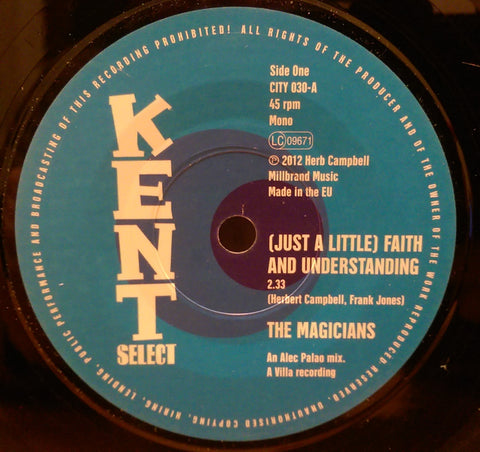 KENT
SELECT
Side One
CITY 030-A
45 rpm
Mono
LC 09671
℗ 2012 Herb Campbell
Millbrand Music
Made in the EU
(JUST A LITTLE) FAITH
AND UNDERSTANDING
2.33
(Herbert Campbell, Frank Jones)
THE MAGICIANS
An Alec Palao mix.
A Villa recording
ALL RIGHTS OF THE PRODUCER AND OF THE OWNER OF THE WORK REPRODUCED RESERVED. UNAUTHORISED COPYING, HIRING, LENDING, PUBLIC PERFORMANCE AND BROADCASTING OF THIS RECORDING PROHIBITED!